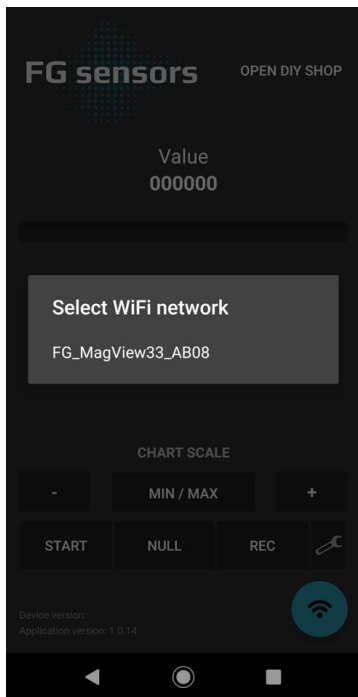 FG sensors
OPEN DIY SHOP
Value
000000
Select WiFi network
FG_MagView33_AB08
CHART SCALE
- MIN / MAX +
START NULL REC
Device version:
Application version: 1.0.14